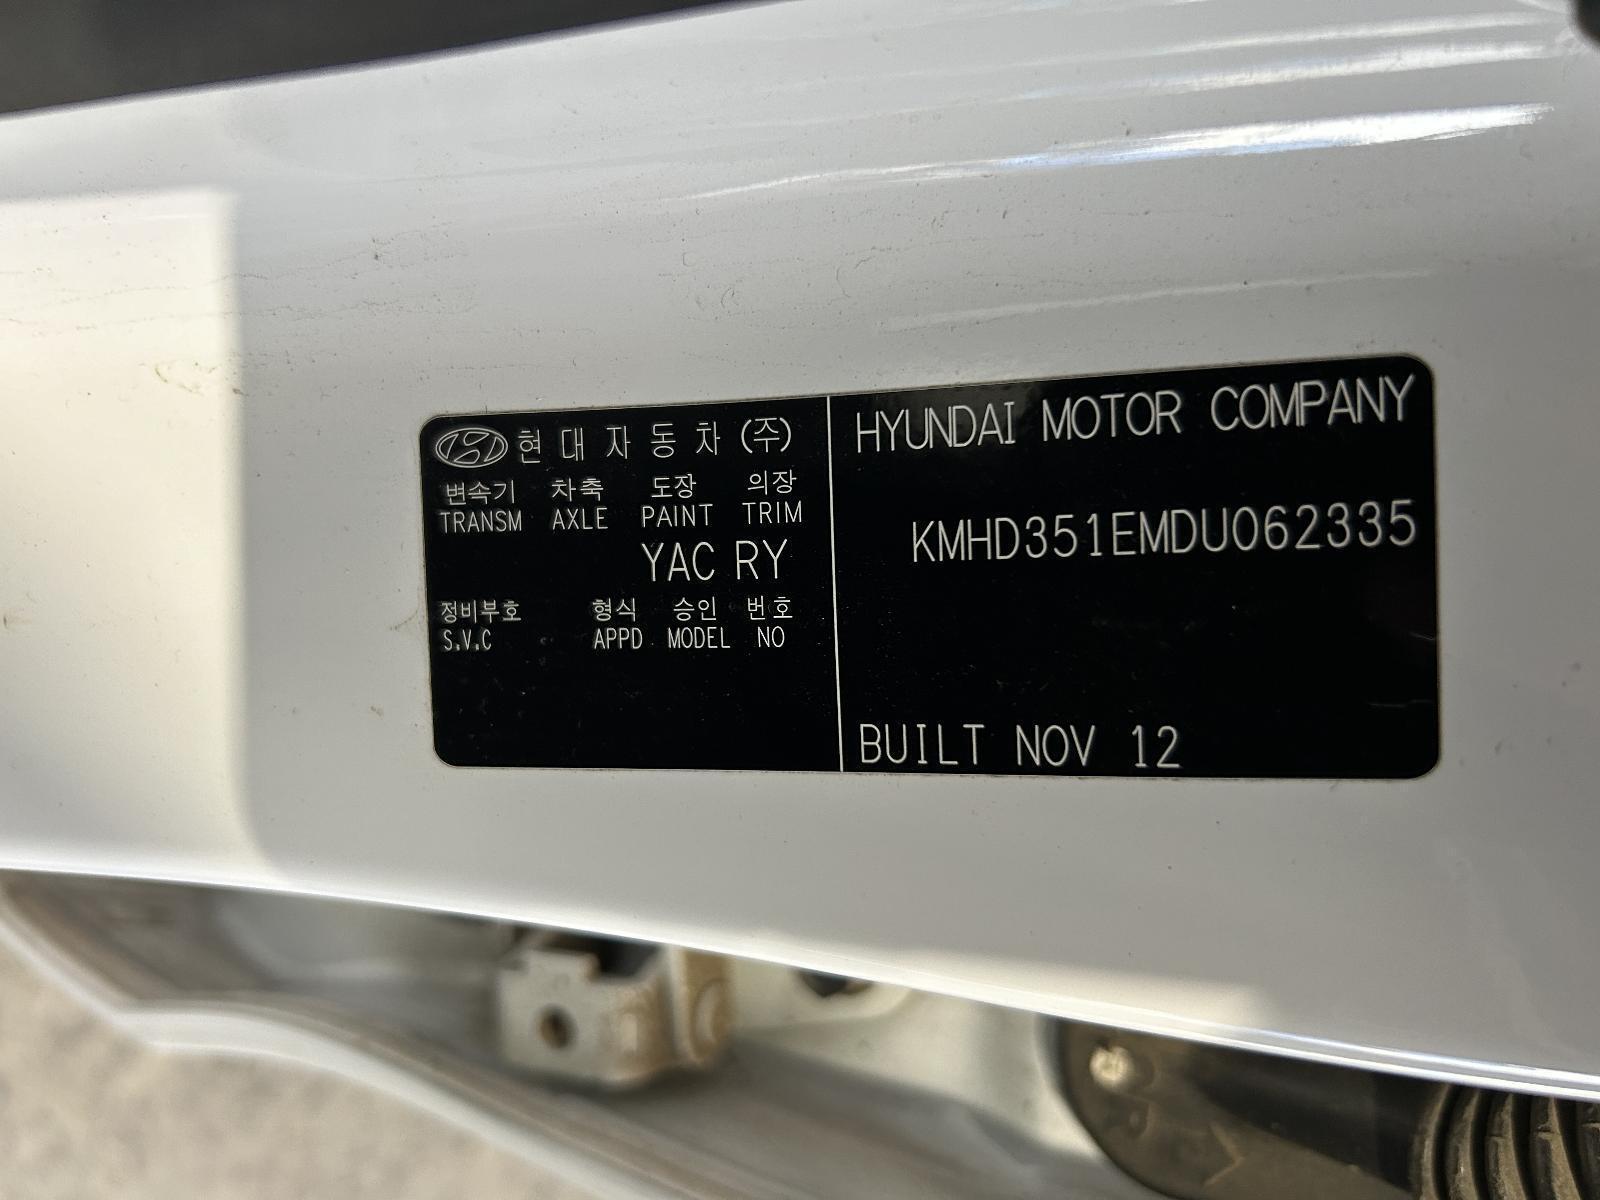 현대자동차 (주)
변속기 차축 도장 의장
TRANSM AXLE PAINT TRIM
YAC RY
정비부호 형식 승인 번호
S.V.C APPD MODEL NO
HYUNDAI MOTOR COMPANY
KMHD351EMDU062335
BUILT NOV 12